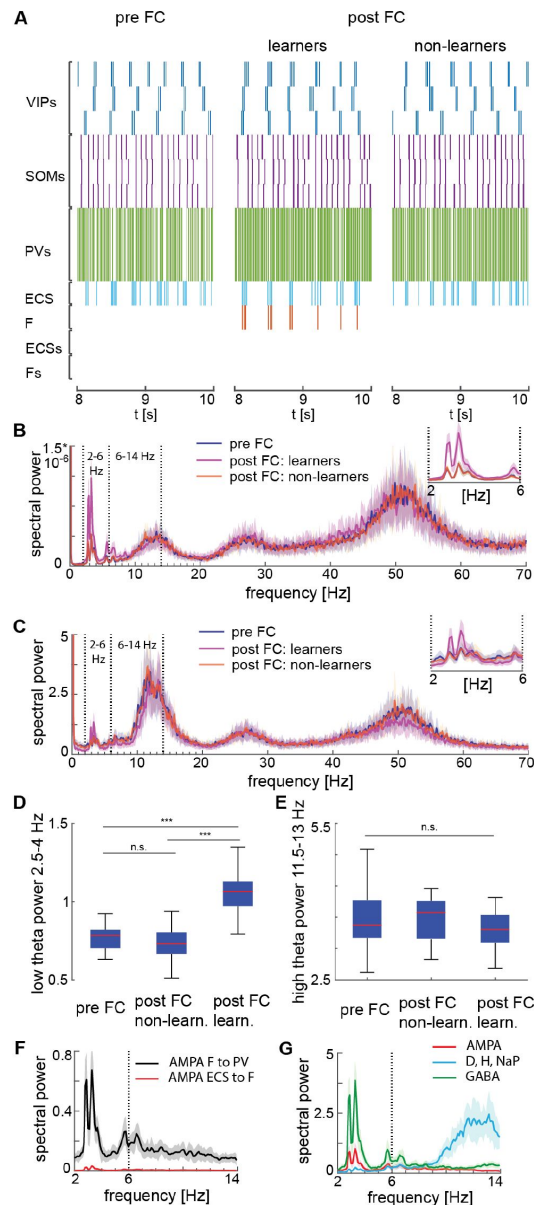 A pre FC post FC
learners non-learners
VIPs
SOMs
PVs
ECS
F
ECSs
Fs
8 9 10 8 9 10 8 9 10
t [s] t [s] t [s]
B
1.5*
10⁻⁶
2-6
Hz
6-14 Hz
pre FC
post FC: learners
post FC: non-learners
2 [Hz] 6
spectral power
0
0 10 20 30 40 50 60 70
frequency [Hz]
C
5
2.5
0
2-6
Hz
6-14 Hz
pre FC
post FC: learners
post FC: non-learners
2 [Hz] 6
spectral power
0 10 20 30 40 50 60 70
frequency [Hz]
D
low theta power 2.5-4 Hz
1.5
1
0.5
***
n.s.
***
pre FC post FC post FC
non-learn. learn.
E
high theta power 11.5-13 Hz
5.5
2.5
n.s.
pre FC post FC post FC
non-learn. learn.
F
AMPA F to PV
AMPA ECS to F
spectral power
0.8
0.4
0
2 6 14
frequency [Hz]
G
AMPA
D, H, NaP
GABA
spectral power
5
2.5
0
2 6 14
frequency [Hz]